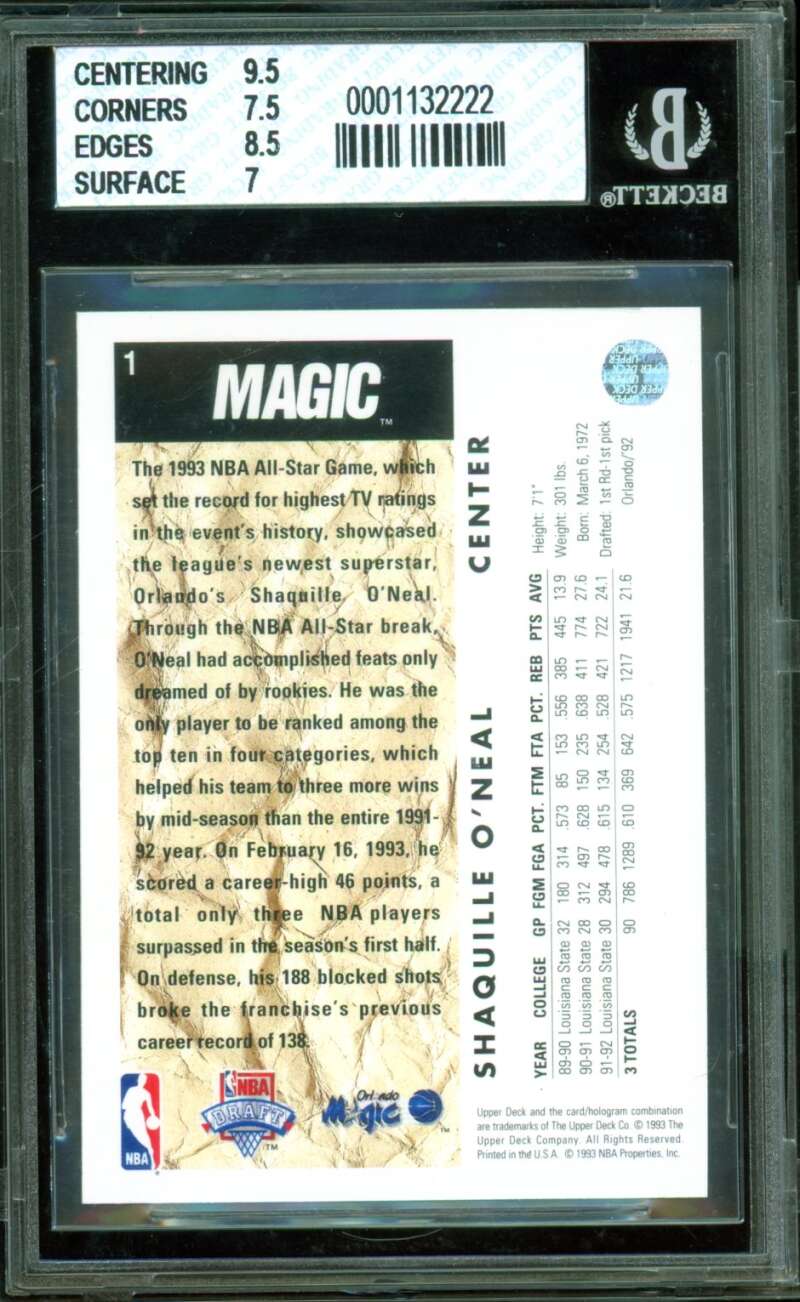 CENTERING 9.5
CORNERS 7.5
EDGES 8.5
SURFACE 7
0001132222
BECKETT®
1
MAGIC™
The 1993 NBA All-Star Game, which
set the record for highest TV ratings
in the event's history, showcased
the league's newest superstar,
Orlando's Shaquille O'Neal.
Through the NBA All-Star break,
O'Neal had accomplished feats only
dreamed of by rookies. He was the
only player to be ranked among the
top ten in four categories, which
helped his team to three more wins
by mid-season than the entire 1991-
92 year. On February 16, 1993, he
scored a career-high 46 points, a
total only three NBA players
surpassed in the season's first half.
On defense, his 188 blocked shots
broke the franchise's previous
career record of 138.
NBA
NBA
DRAFT™
Orlando
Magic™
UPPER DECK
SHAQUILLE O'NEAL CENTER
Height: 7'1"
Weight: 301 lbs.
Born: March 6, 1972
Drafted: 1st Rd-1st pick
Orlando/'92
YEAR COLLEGE GP FGM FGA PCT. FTM FTA PCT. REB PTS AVG
89-90 Louisiana State 32 180 314 .573 85 153 .556 385 445 13.9
90-91 Louisiana State 28 312 497 .628 150 235 .638 411 774 27.6
91-92 Louisiana State 30 294 478 .615 134 254 .528 421 722 24.1
3 TOTALS 90 786 1289 .610 369 642 .575 1217 1941 21.6
Upper Deck and the card/hologram combination
are trademarks of The Upper Deck Co. © 1993 The
Upper Deck Company. All Rights Reserved.
Printed in the U.S.A. © 1993 NBA Properties, Inc.